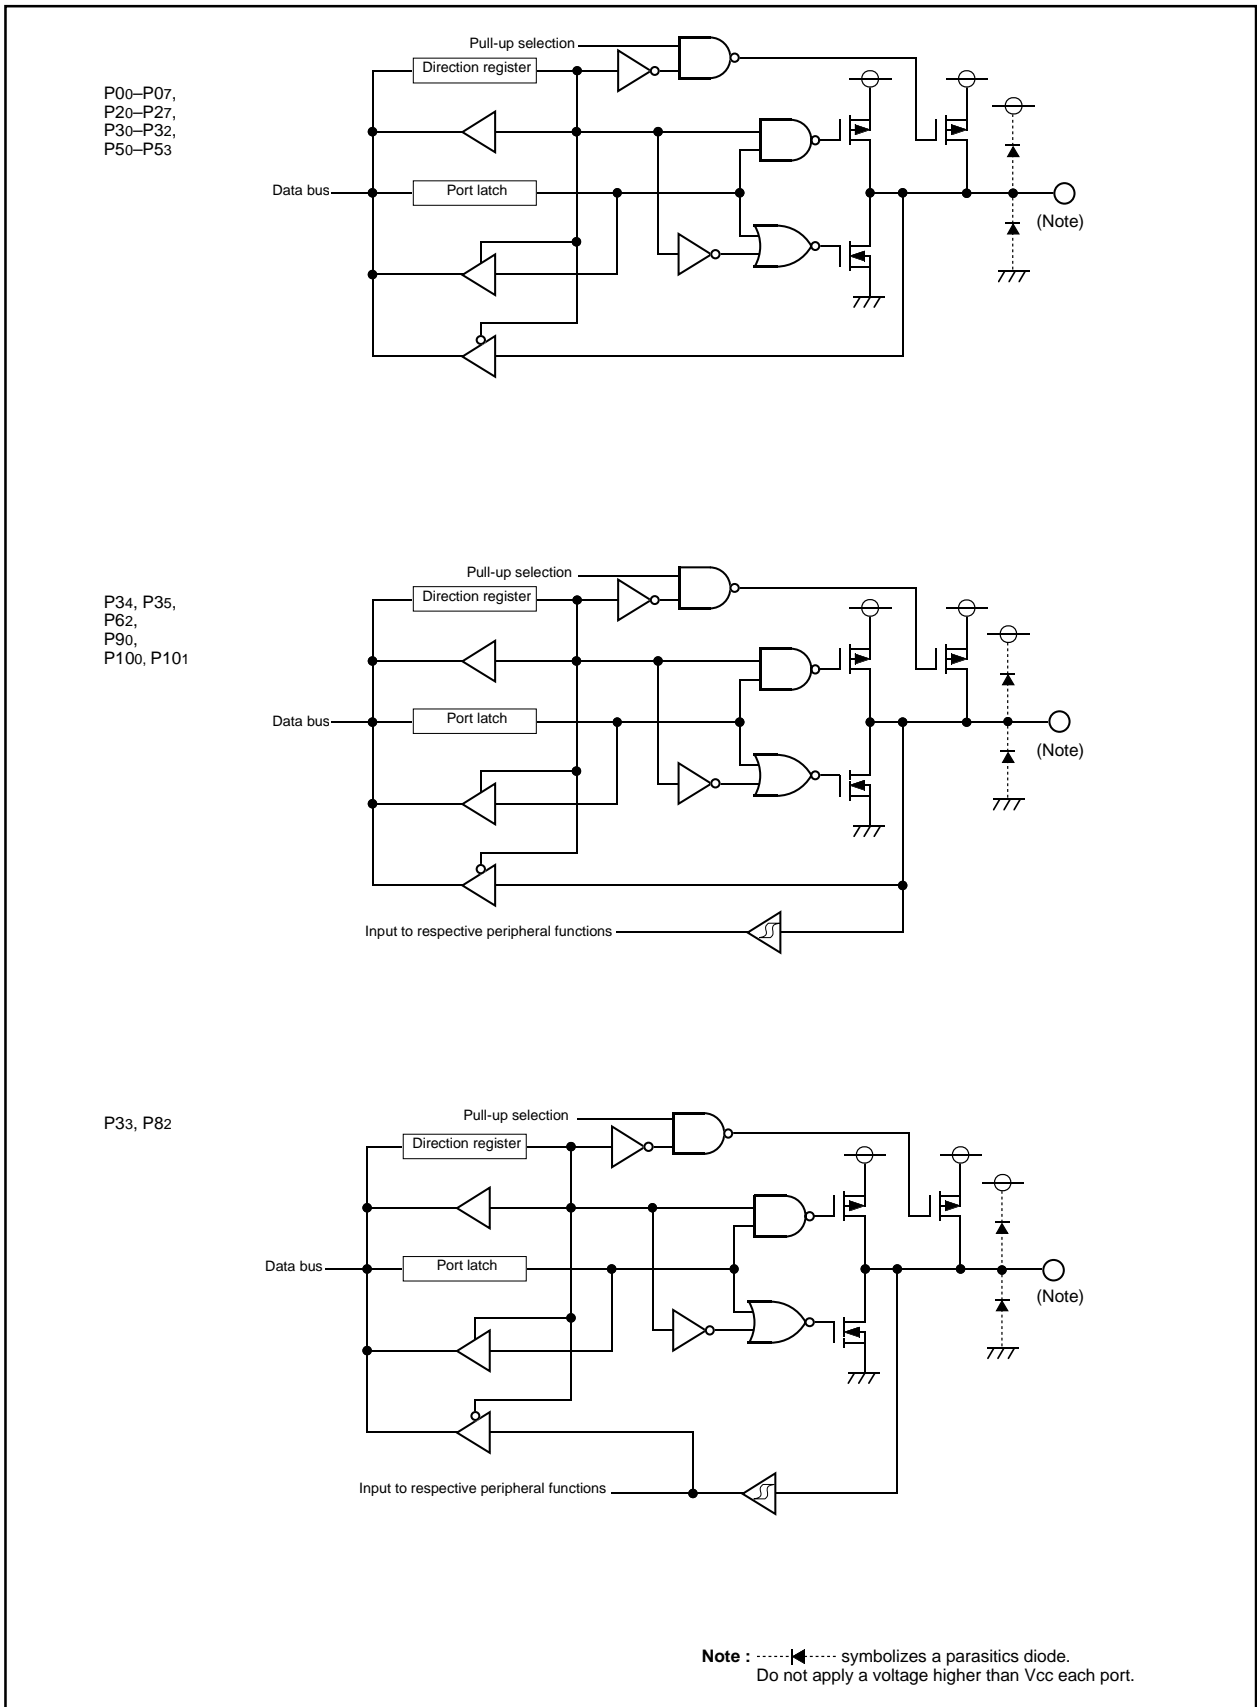 Pull-up selection
Direction register
P00–P07,
P20–P27,
P30–P32,
P50–P53
Data bus
Port latch
(Note)
Pull-up selection
Direction register
P34, P35,
P62,
P90,
P100, P101
Data bus
Port latch
(Note)
Input to respective peripheral functions
P33, P82
Pull-up selection
Direction register
Data bus
Port latch
(Note)
Input to respective peripheral functions
Note : symbolizes a parasitics diode.
Do not apply a voltage higher than Vcc each port.